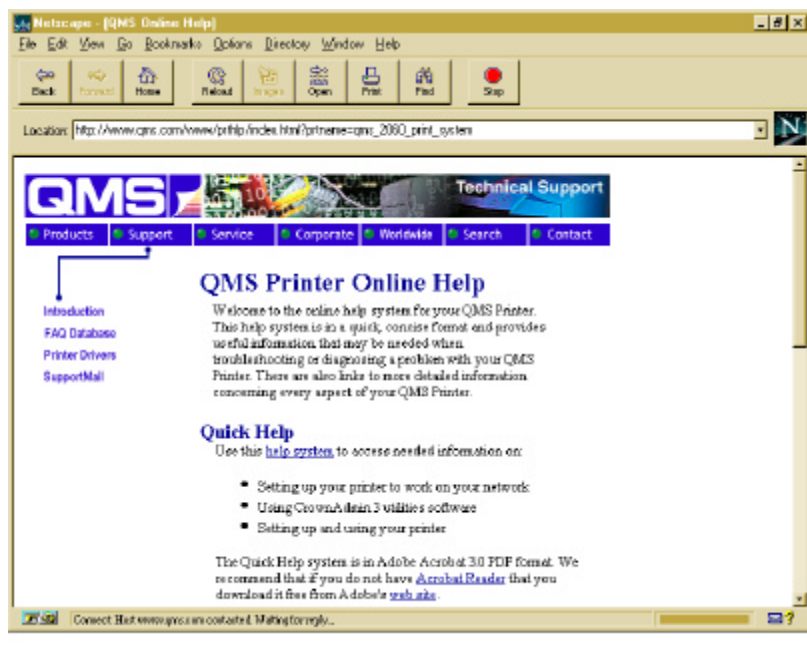 Netscape - [QMS Online Help]
File Edit View Go Bookmarks Options Directory Window Help
Back Forward Home Reload Images Open Print Find Stop
Location: http://www.qms.com/www/prthlp/index.html?prtname=qms_2060_print_system
N
QMS Technical Support
Products Support Service Corporate Worldwide Search Contact
QMS Printer Online Help
Introduction
FAQ Database
Printer Drivers
SupportMail
Welcome to the online help system for your QMS Printer.
This help system is in a quick, concise format and provides
useful information that may be needed when
troubleshooting or diagnosing a problem with your QMS
Printer. There are also links to more detailed information
concerning every aspect of your QMS Printer.
Quick Help
Use this help system to access needed information on:
• Setting up your printer to work on your network
• Using CrownAdmin 3 utilities software
• Setting up and using your printer
The Quick Help system is in Adobe Acrobat 3.0 PDF format. We
recommend that if you do not have Acrobat Reader that you
download it free from Adobe's web site.
Connect: Host www.qms.com contacted. Waiting for reply...